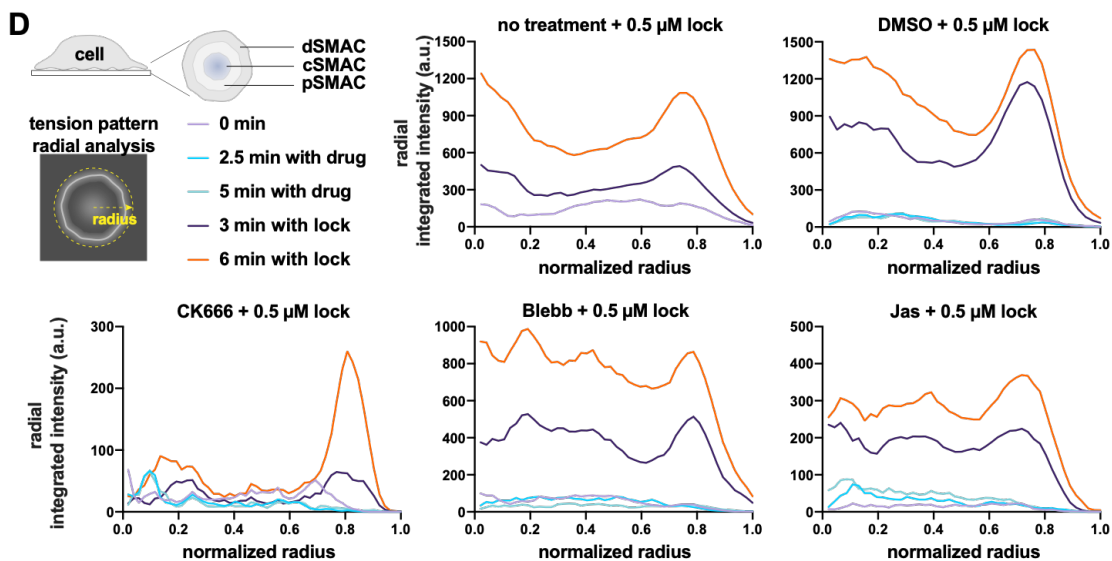 D
cell
dSMAC
cSMAC
pSMAC
tension pattern
radial analysis
radius
0 min
2.5 min with drug
5 min with drug
3 min with lock
6 min with lock
no treatment + 0.5 µM lock
radial
integrated intensity (a.u.)
1500
1200
900
600
300
0
0.0 0.2 0.4 0.6 0.8 1.0
normalized radius
DMSO + 0.5 µM lock
1500
1200
900
600
300
0
0.0 0.2 0.4 0.6 0.8 1.0
normalized radius
CK666 + 0.5 µM lock
radial
integrated intensity (a.u.)
300
200
100
0
0.0 0.2 0.4 0.6 0.8 1.0
normalized radius
Blebb + 0.5 µM lock
1000
800
600
400
200
0
0.0 0.2 0.4 0.6 0.8 1.0
normalized radius
Jas + 0.5 µM lock
500
400
300
200
100
0
0.0 0.2 0.4 0.6 0.8 1.0
normalized radius